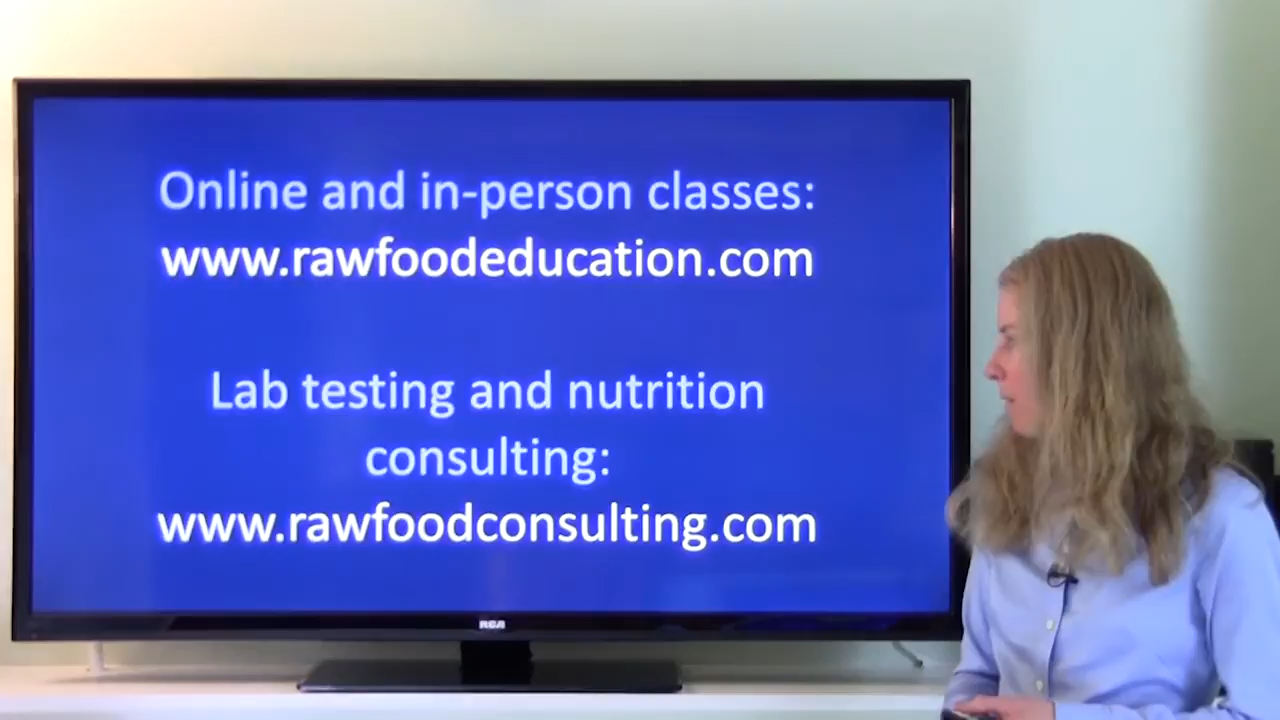 Online and in-person classes:
www.rawfoodeducation.com
Lab testing and nutrition
consulting:
www.rawfoodconsulting.com
RCA